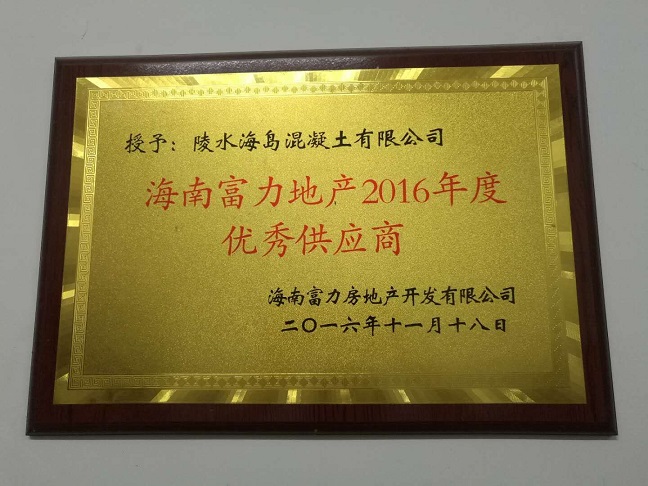 授予：陵水海岛混凝土有限公司
海南富力地产2016年度
优秀供应商
海南富力房地产开发有限公司
二〇一六年十一月十八日